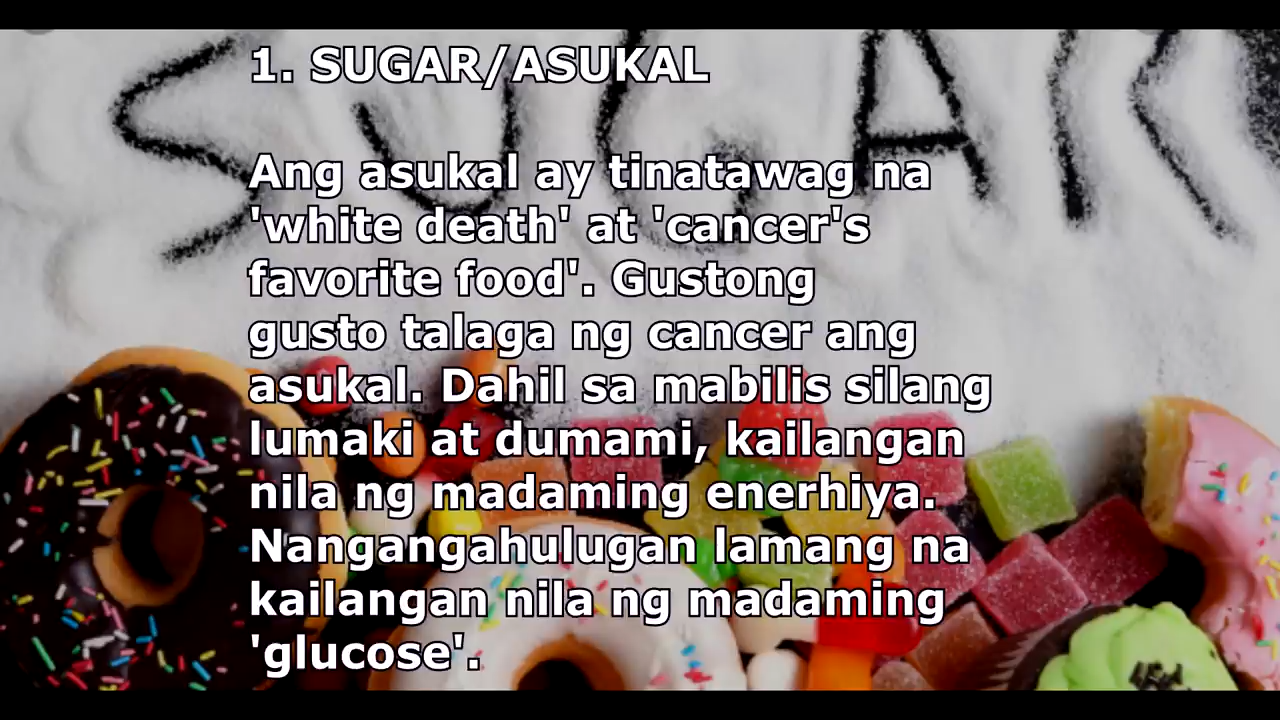 SUGAR
1. SUGAR/ASUKAL
Ang asukal ay tinatawag na
'white death' at 'cancer's
favorite food'. Gustong
gusto talaga ng cancer ang
asukal. Dahil sa mabilis silang
lumaki at dumami, kailangan
nila ng madaming enerhiya.
Nangangahulugan lamang na
kailangan nila ng madaming
'glucose'.